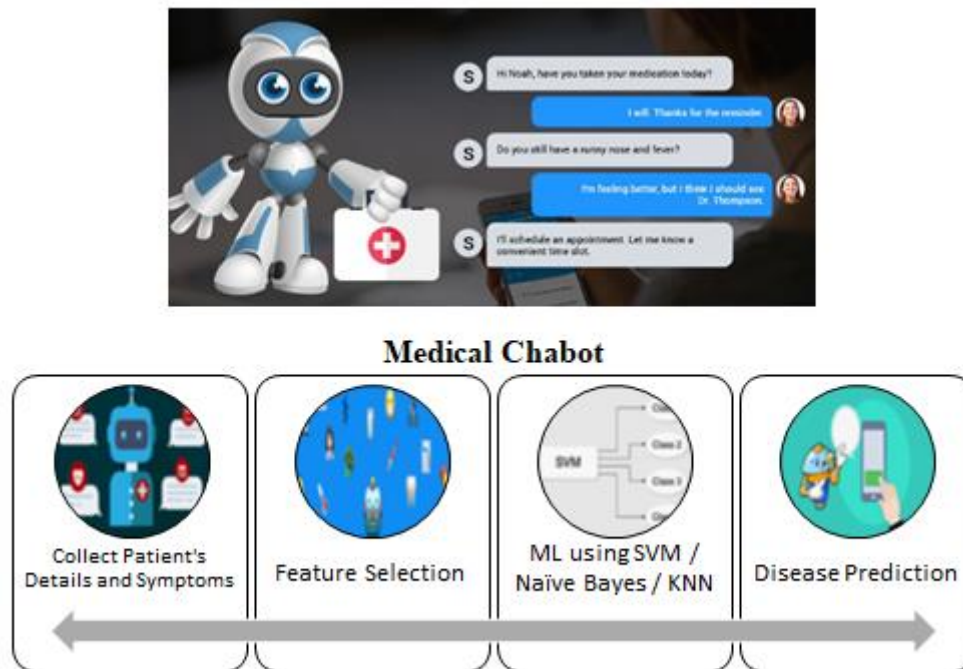 S
Hi Noah, have you taken your medication today?
I will. Thanks for the reminder.
S
Do you still have a runny nose and fever?
I'm feeling better, but I think I should see
Dr. Thompson.
S
I'll schedule an appointment. Let me know a
convenient time slot.
Medical Chabot
SVM
Class 2
Class 3
Collect Patient's
Details and Symptoms
Feature Selection
ML using SVM /
Naïve Bayes / KNN
Disease Prediction